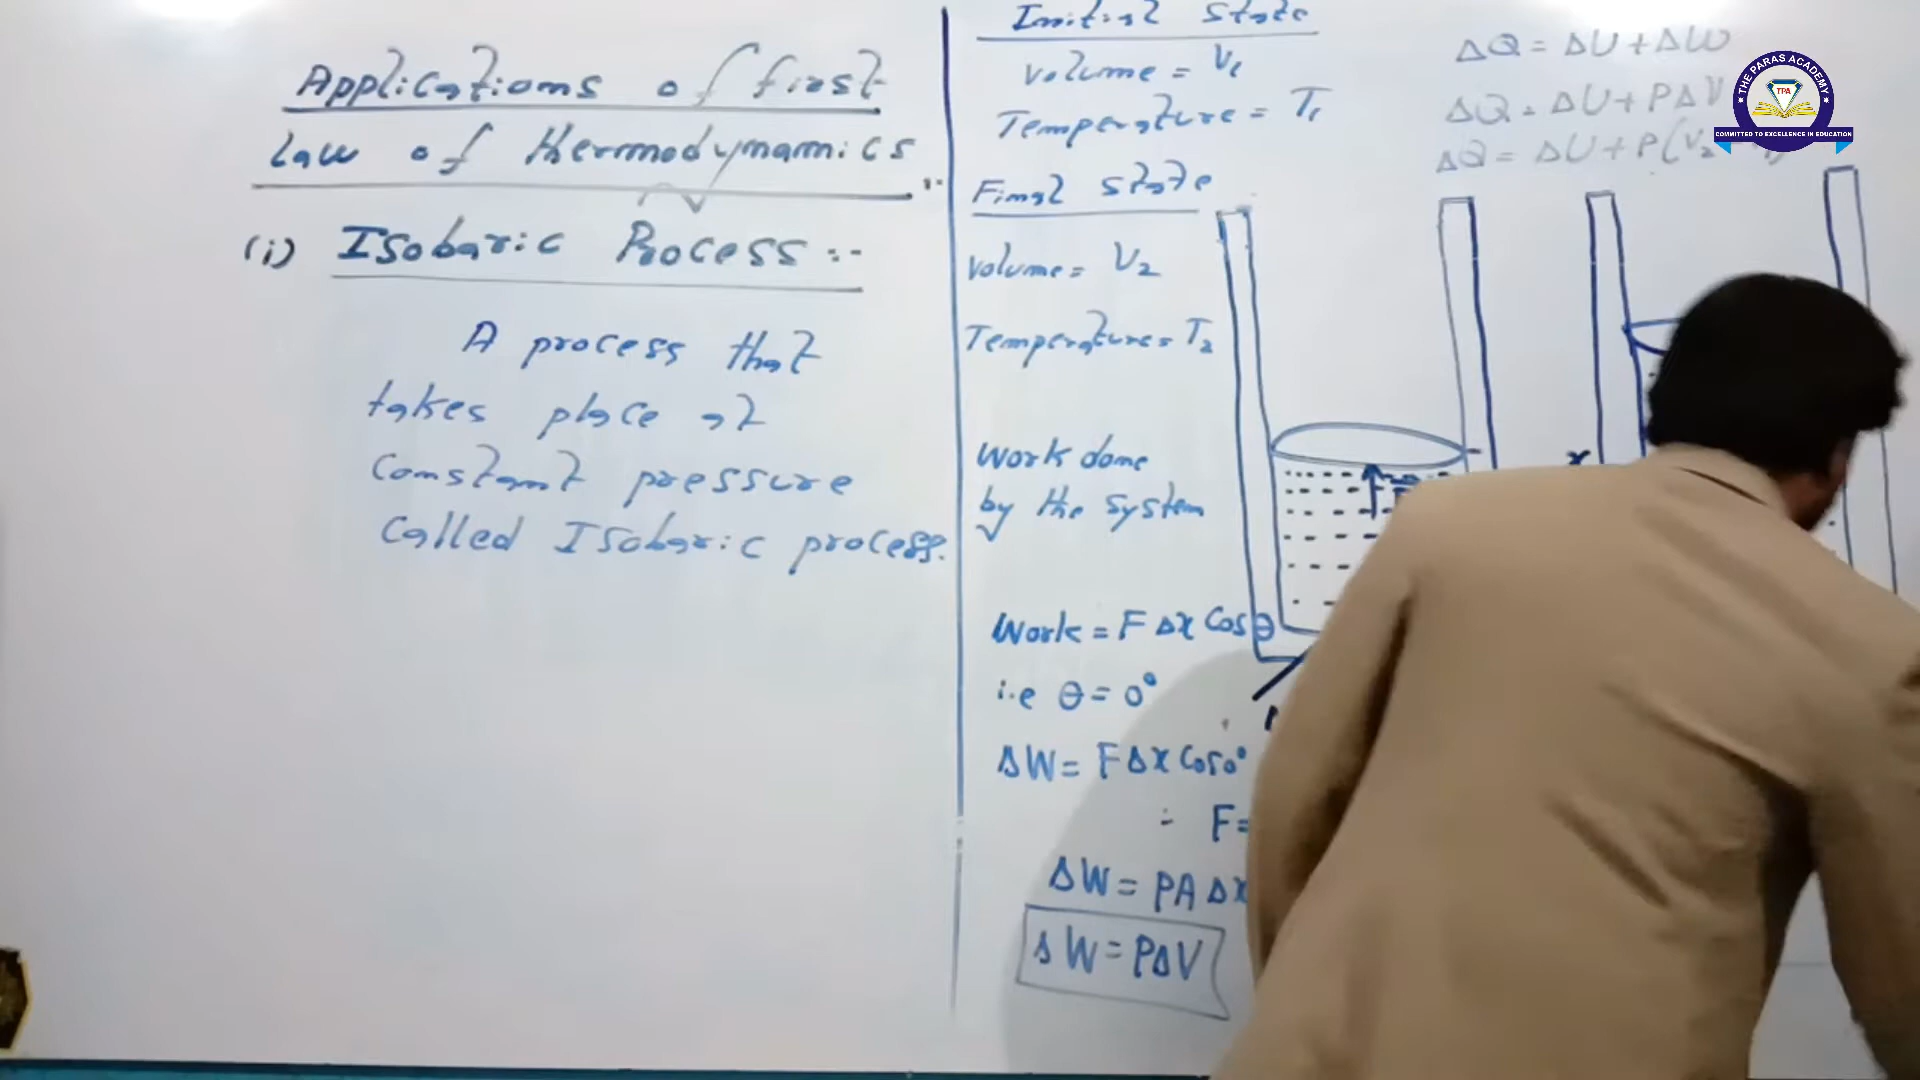 Applications of first
law of thermodynamics :-
(i) Isobaric Process :-
A process that
takes place at
constant pressure
called Isobaric process.
Initial state
Volume = V₁
Temperature = T₁
Final state
Volume = V₂
Temperature = T₂
Work done
by the system
Work = F Δx Cos θ
i.e θ = 0°
ΔW = F Δx Cos 0°
∵ F =
ΔW = PA Δx
ΔW = PΔV
ΔQ = ΔU + ΔW
ΔQ = ΔU + PΔV
ΔQ = ΔU + P(V₂
x
THE PARAS ACADEMY
TPA
COMMITTED TO EXCELLENCE IN EDUCATION